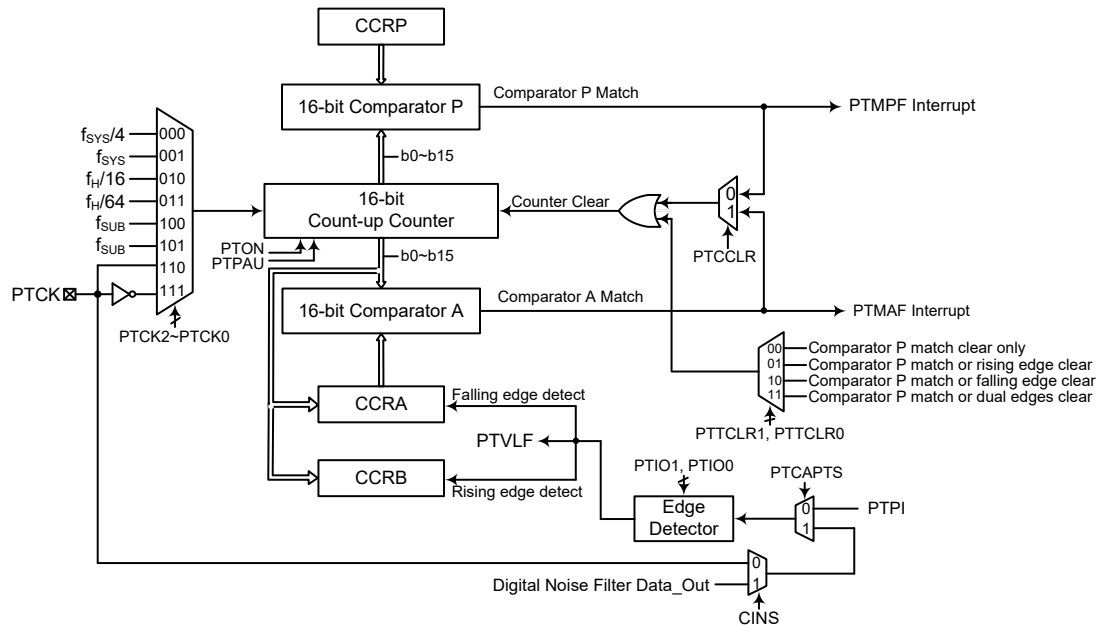 CCRP
16-bit Comparator P
Comparator P Match
PTMPF Interrupt
b0~b15
fSYS/4
000
fSYS
001
fH/16
010
fH/64
011
fSUB
100
fSUB
101
110
111
PTCK
PTCK2~PTCK0
16-bit
Count-up Counter
PTON
PTPAU
Counter Clear
0
1
PTCCLR
b0~b15
16-bit Comparator A
Comparator A Match
PTMAF Interrupt
00
Comparator P match clear only
01
Comparator P match or rising edge clear
10
Comparator P match or falling edge clear
11
Comparator P match or dual edges clear
PTTCLR1, PTTCLR0
CCRA
Falling edge detect
PTVLF
CCRB
Rising edge detect
PTIO1, PTIO0
Edge
Detector
PTCAPTS
0
1
PTPI
0
1
Digital Noise Filter Data_Out
CINS